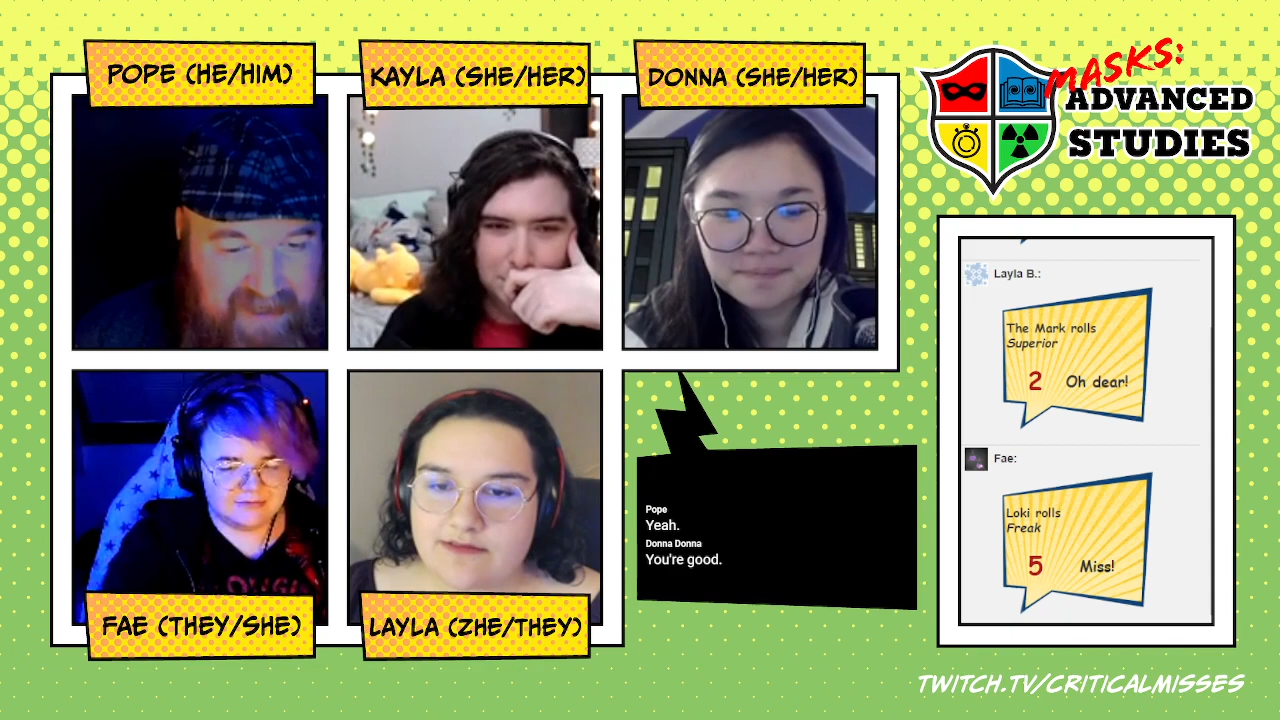 POPE (HE/HIM)
KAYLA (SHE/HER)
DONNA (SHE/HER)
MASKS:
ADVANCED
STUDIES
Layla B.:
The Mark rolls
Superior
2 Oh dear!
Fae:
Loki rolls
Freak
5 Miss!
Pope
Yeah.
Donna Donna
You're good.
FAE (THEY/SHE)
LAYLA (ZHE/THEY)
TWITCH.TV/CRITICALMISSES